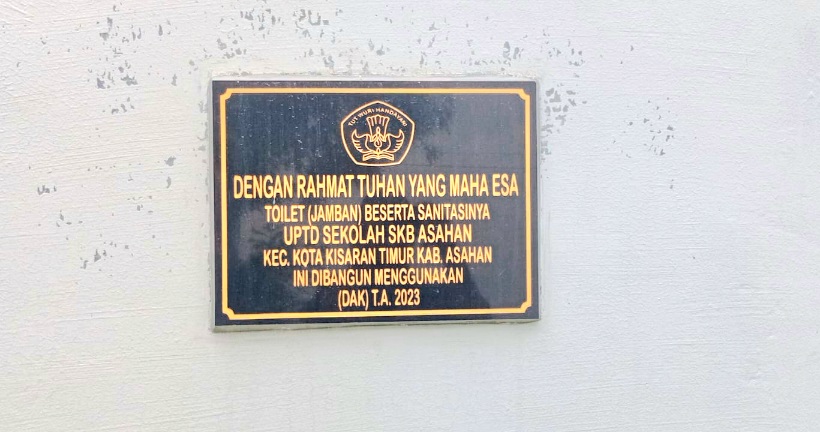 TUT WURI HANDAYANI
DENGAN RAHMAT TUHAN YANG MAHA ESA
TOILET (JAMBAN) BESERTA SANITASINYA
UPTD SEKOLAH SKB ASAHAN
KEC. KOTA KISARAN TIMUR KAB. ASAHAN
INI DIBANGUN MENGGUNAKAN
(DAK) T.A. 2023